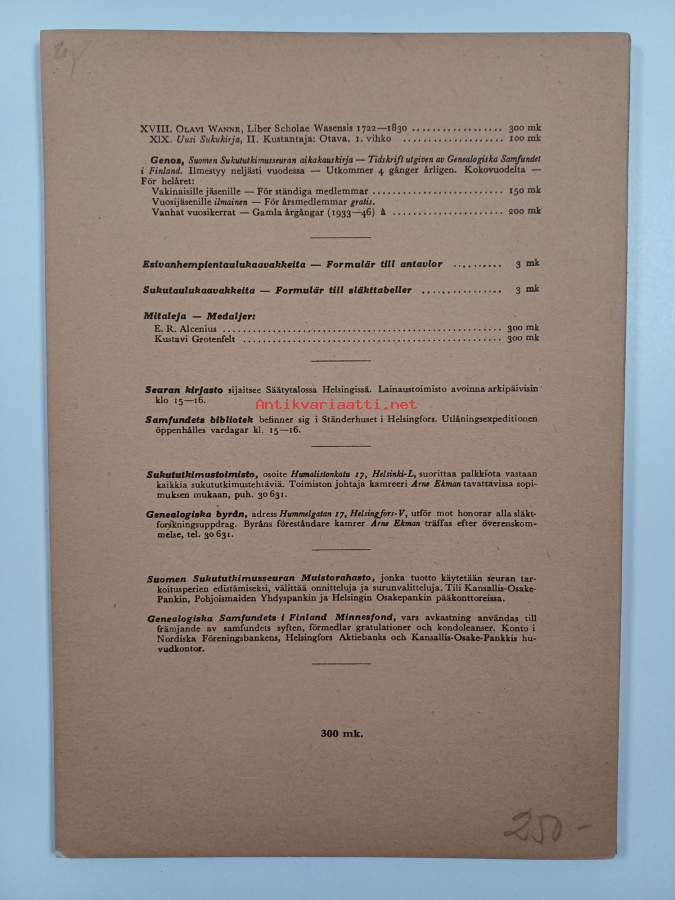 XVIII. OLAVI WANNE, Liber Scholae Wasensis 1722—1830 .................. 300 mk
XIX. Uusi Sukukirja, II. Kustantaja: Otava. 1. vihko .................... 100 mk
Genos, Suomen Sukututkimusseuran aikakauskirja — Tidskrift utgiven av Genealogiska Samfundet
i Finland. Ilmestyy neljästi vuodessa — Utkommer 4 gånger årligen. Kokovuodelta —
För helåret:
Vakinaisille jäsenille — För ständiga medlemmar .......................... 150 mk
Vuosijäsenille ilmainen — För årsmedlemmar gratis.
Vanhat vuosikerrat — Gamla årgångar (1933—46) à ...................... 200 mk
Esivanhempientaulukaavakkeita — Formulär till antavlor .......... 3 mk
Sukutaulukaavakkeita — Formulär till släkttabeller ................ 3 mk
Mitaleja — Medaljer:
E. R. Alcenius ........................................................ 300 mk
Kustavi Grotenfelt .................................................... 300 mk
Seuran kirjasto sijaitsee Säätytalossa Helsingissä. Lainaustoimisto avoinna arkipäivisin
klo 15—16.
Antikvariaatti.net
Samfundets bibliotek befinner sig i Ständerhuset i Helsingfors. Utlåningsexpeditionen
öppenhålles vardagar kl. 15—16.
Sukututkimustoimisto, osoite Humalistonkatu 17, Helsinki-L, suorittaa palkkiota vastaan
kaikkia sukututkimustehtäviä. Toimiston johtaja kamreeri Arne Ekman tavattavissa sopi-
muksen mukaan, puh. 30 631.
Genealogiska byrån, adress Hummelgatan 17, Helsingfors-V, utför mot honorar alla släkt-
forskningsuppdrag. Byråns föreståndare kamrer Arne Ekman träffas efter överenskom-
melse, tel. 30 631.
Suomen Sukututkimusseuran Muistorahasto, jonka tuotto käytetään seuran tar-
koitusperien edistämiseksi, välittää onnitteluja ja surunvalitteluja. Tili Kansallis-Osake-
Pankin, Pohjoismaiden Yhdyspankin ja Helsingin Osakepankin pääkonttoreissa.
Genealogiska Samfundets i Finland Minnesfond, vars avkastning användas till
främjande av samfundets syften, förmedlar gratulationer och kondoleanser. Konto i
Nordiska Föreningsbankens, Helsingfors Aktiebanks och Kansallis-Osake-Pankkis hu-
vudkontor.
300 mk.
250 -